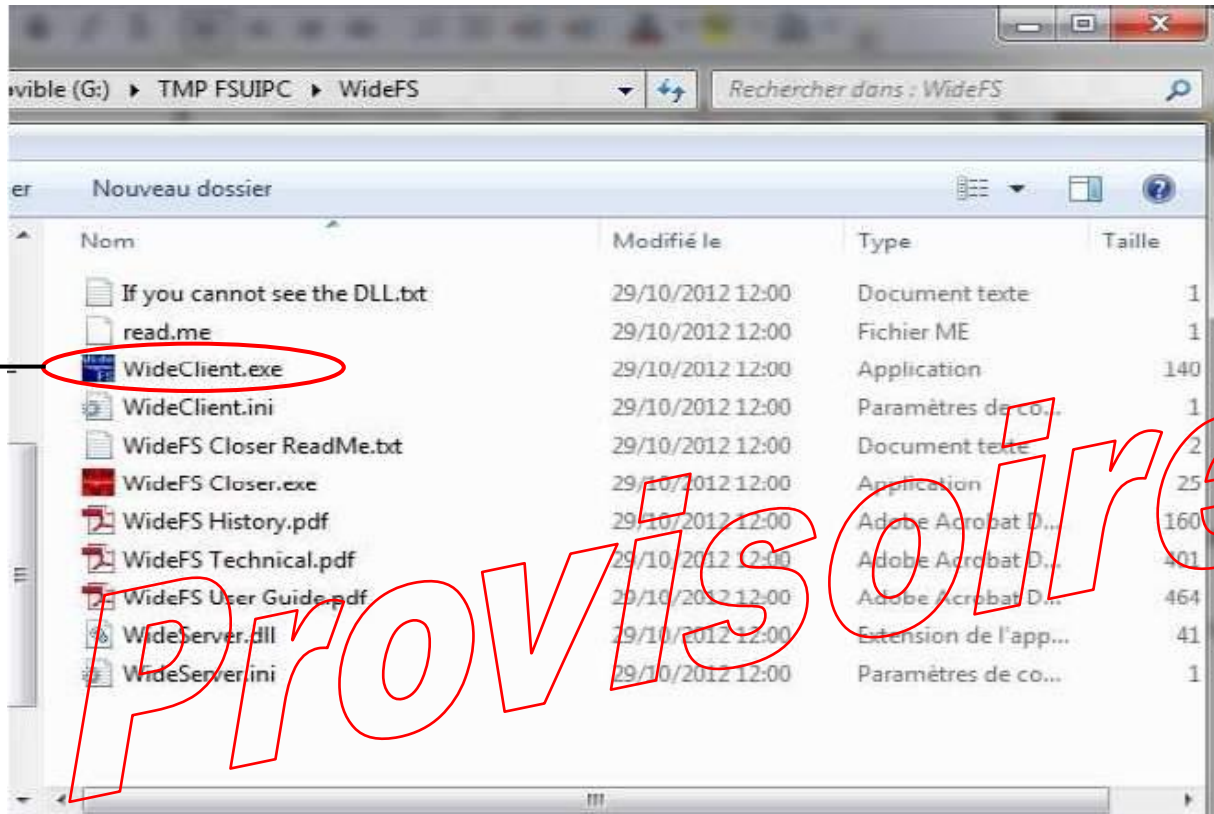 ovible (G:) ▸ TMP FSUIPC ▸ WideFS Rechercher dans : WideFS
er Nouveau dossier
Nom Modifié le Type Taille
If you cannot see the DLL.txt 29/10/2012 12:00 Document texte 1
read.me 29/10/2012 12:00 Fichier ME 1
WideClient.exe 29/10/2012 12:00 Application 140
WideClient.ini 29/10/2012 12:00 Paramètres de co... 1
WideFS Closer ReadMe.txt 29/10/2012 12:00 Document texte 2
WideFS Closer.exe 29/10/2012 12:00 Application 25
WideFS History.pdf 29/10/2012 12:00 Adobe Acrobat D... 160
WideFS Technical.pdf 29/10/2012 12:00 Adobe Acrobat D... 401
WideFS User Guide.pdf 29/10/2012 12:00 Adobe Acrobat D... 464
WideServer.dll 29/10/2012 12:00 Extension de l'app... 41
WideServer.ini 29/10/2012 12:00 Paramètres de co... 1
Provisoire